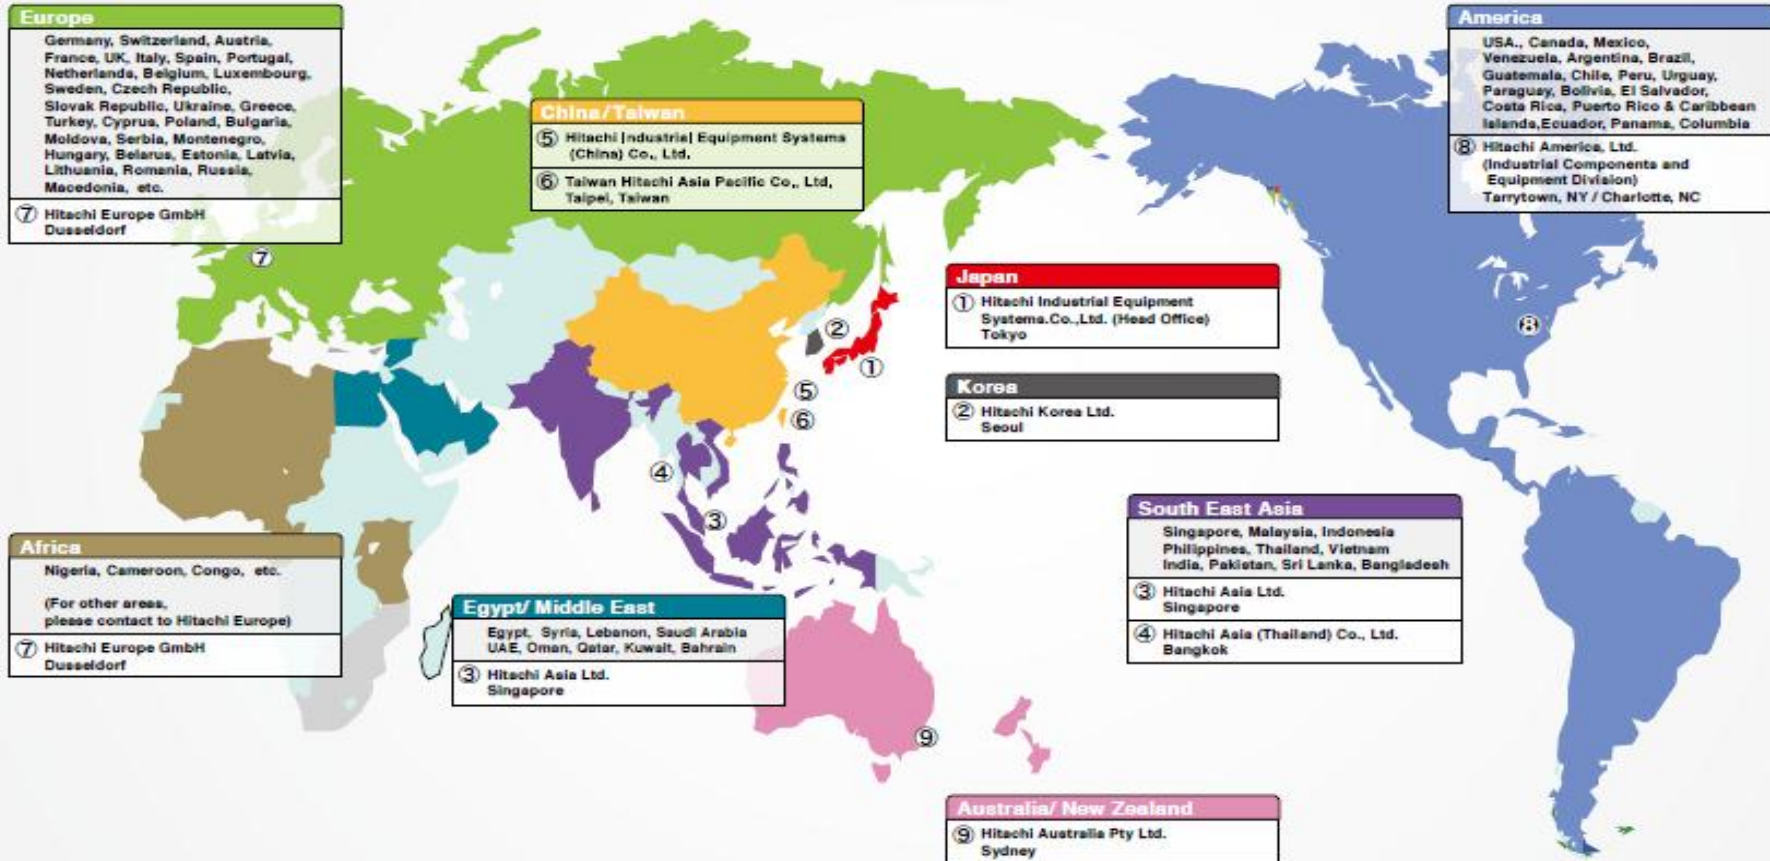 Europe
Germany, Switzerland, Austria,
France, UK, Italy, Spain, Portugal,
Netherlands, Belgium, Luxembourg,
Sweden, Czech Republic,
Slovak Republic, Ukraine, Greece,
Turkey, Cyprus, Poland, Bulgaria,
Moldova, Serbia, Montenegro,
Hungary, Belarus, Estonia, Latvia,
Lithuania, Romania, Russia,
Macedonia, etc.
⑦ Hitachi Europe GmbH
Dusseldorf
China/Taiwan
⑤ Hitachi Industrial Equipment Systems
(China) Co., Ltd.
⑥ Taiwan Hitachi Asia Pacific Co., Ltd,
Taipei, Taiwan
America
USA., Canada, Mexico,
Venezuela, Argentina, Brazil,
Guatemala, Chile, Peru, Urguay,
Paraguay, Bolivia, El Salvador,
Costa Rica, Puerto Rico & Caribbean
Islands,Ecuador, Panama, Columbia
⑧ Hitachi America, Ltd.
(Industrial Components and
Equipment Division)
Tarrytown, NY / Charlotte, NC
⑦
Japan
① Hitachi Industrial Equipment
Systems.Co.,Ltd. (Head Office)
Tokyo
②
①
⑧
Korea
② Hitachi Korea Ltd.
Seoul
⑤
⑥
④
③
South East Asia
Singapore, Malaysia, Indonesia
Philippines, Thailand, Vietnam
India, Pakistan, Sri Lanka, Bangladesh
③ Hitachi Asia Ltd.
Singapore
④ Hitachi Asia (Thailand) Co., Ltd.
Bangkok
Africa
Nigeria, Cameroon, Congo, etc.
(For other areas,
please contact to Hitachi Europe)
⑦ Hitachi Europe GmbH
Dusseldorf
Egypt/ Middle East
Egypt, Syria, Lebanon, Saudi Arabia
UAE, Oman, Qatar, Kuwait, Bahrain
③ Hitachi Asia Ltd.
Singapore
⑨
Australia/ New Zealand
⑨ Hitachi Australia Pty Ltd.
Sydney